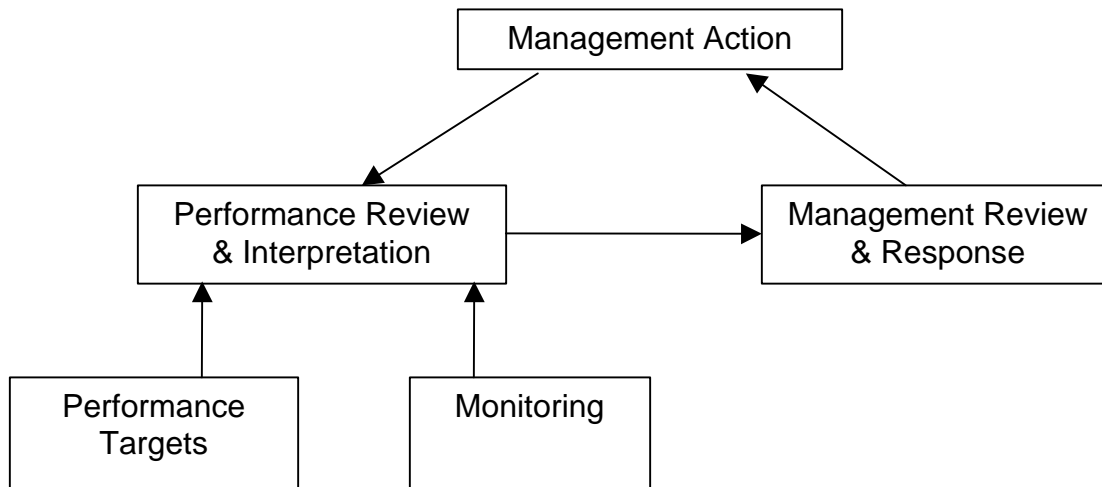 Management Action
Performance Review
& Interpretation
Management Review
& Response
Performance
Targets
Monitoring